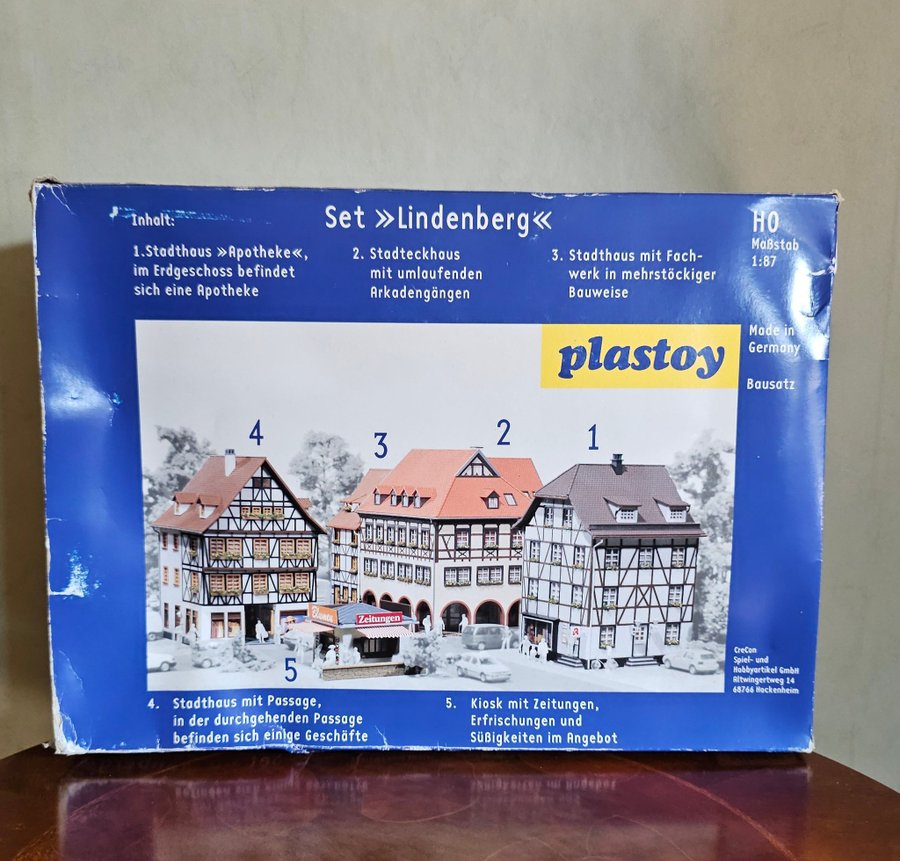 Inhalt:
Set »Lindenberg«
H0
Maßstab
1:87
1.Stadthaus »Apotheke«,
im Erdgeschoss befindet
sich eine Apotheke
2. Stadteckhaus
mit umlaufenden
Arkadengängen
3. Stadthaus mit Fach-
werk in mehrstöckiger
Bauweise
plastoy
Made in
Germany
Bausatz
4
3
2
1
Zeitungen
5
CreCon
Spiel- und
Hobbyartikel GmbH
Altwingertweg 14
68766 Hockenheim
4. Stadthaus mit Passage,
in der durchgehenden Passage
befinden sich einige Geschäfte
5. Kiosk mit Zeitungen,
Erfrischungen und
Süßigkeiten im Angebot